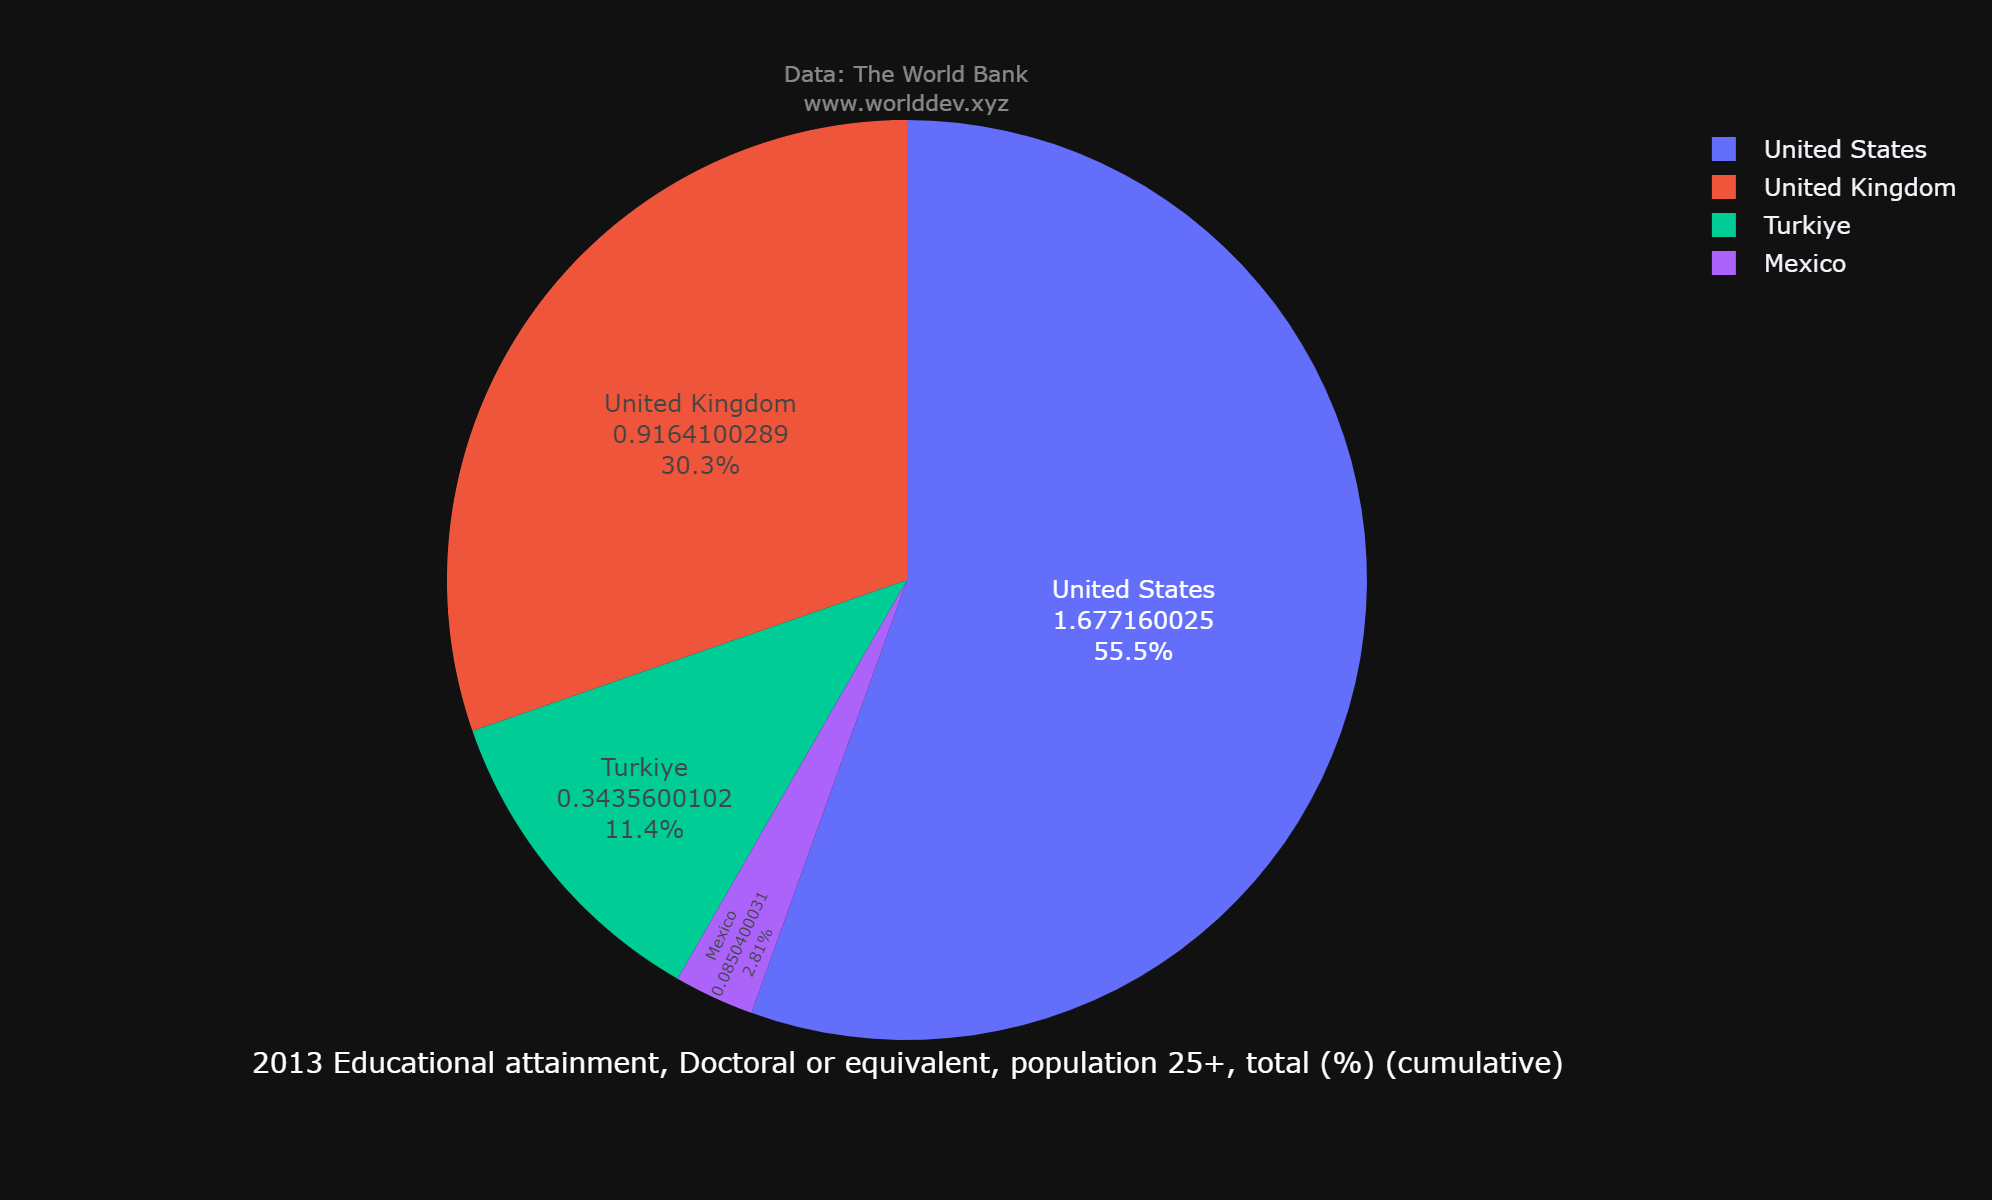 Data: The World Bank
www.worlddev.xyz
United States
United Kingdom
Turkiye
Mexico
United Kingdom
0.9164100289
30.3%
United States
1.677160025
55.5%
Turkiye
0.3435600102
11.4%
Mexico
0.0850400031
2.81%
2013 Educational attainment, Doctoral or equivalent, population 25+, total (%) (cumulative)